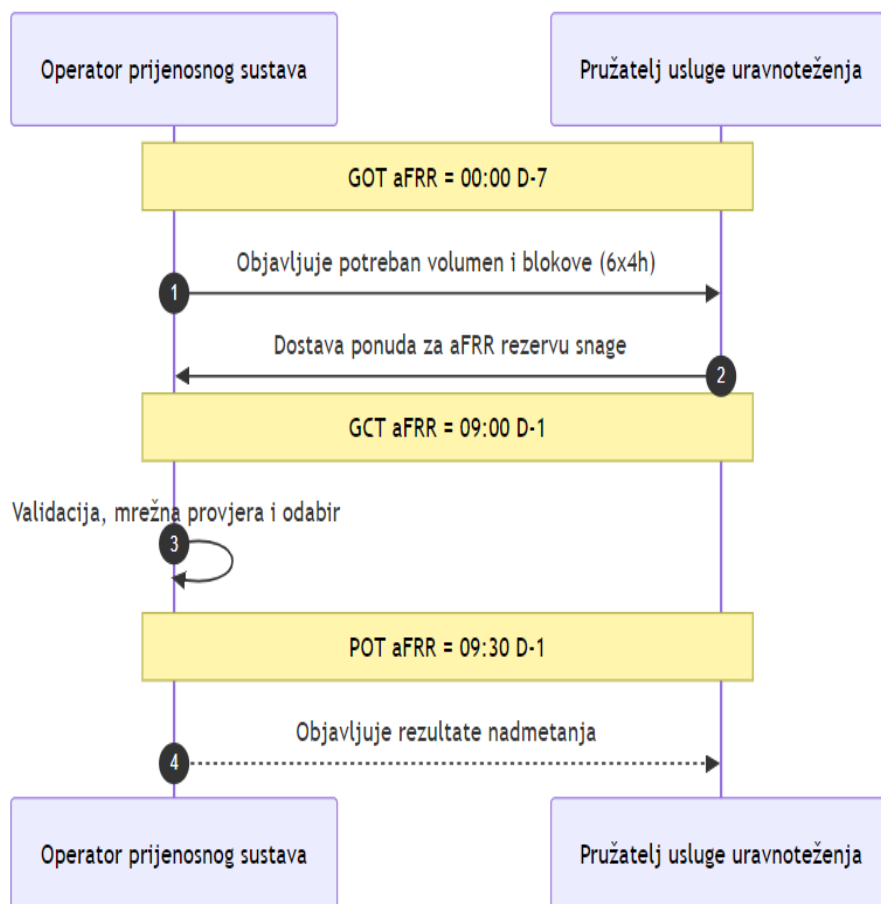 Operator prijenosnog sustava
Pružatelj usluge uravnoteženja
GOT aFRR = 00:00 D-7
Objavljuje potreban volumen i blokove (6x4h)
1
Dostava ponuda za aFRR rezervu snage
2
GCT aFRR = 09:00 D-1
Validacija, mrežna provjera i odabir
3
POT aFRR = 09:30 D-1
Objavljuje rezultate nadmetanja
4
Operator prijenosnog sustava
Pružatelj usluge uravnoteženja